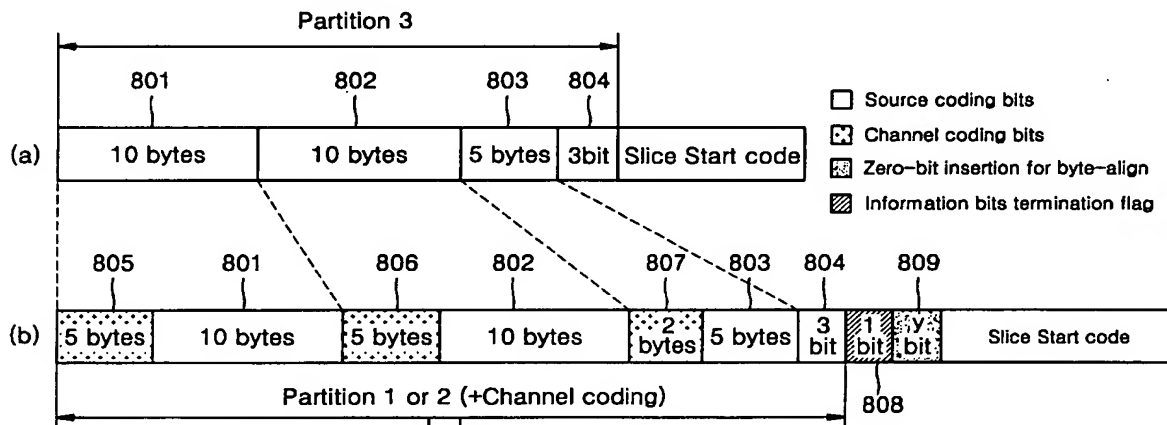 Partition 3
801 802 803 804
(a) 10 bytes 10 bytes 5 bytes 3bit Slice Start code
Source coding bits
Channel coding bits
Zero-bit insertion for byte-align
Information bits termination flag
805 801 806 802 807 803 804 809
(b) 5 bytes 10 bytes 5 bytes 10 bytes 2 bytes 5 bytes 3 bit 1 bit y bit Slice Start code
Partition 1 or 2 (+Channel coding)
808